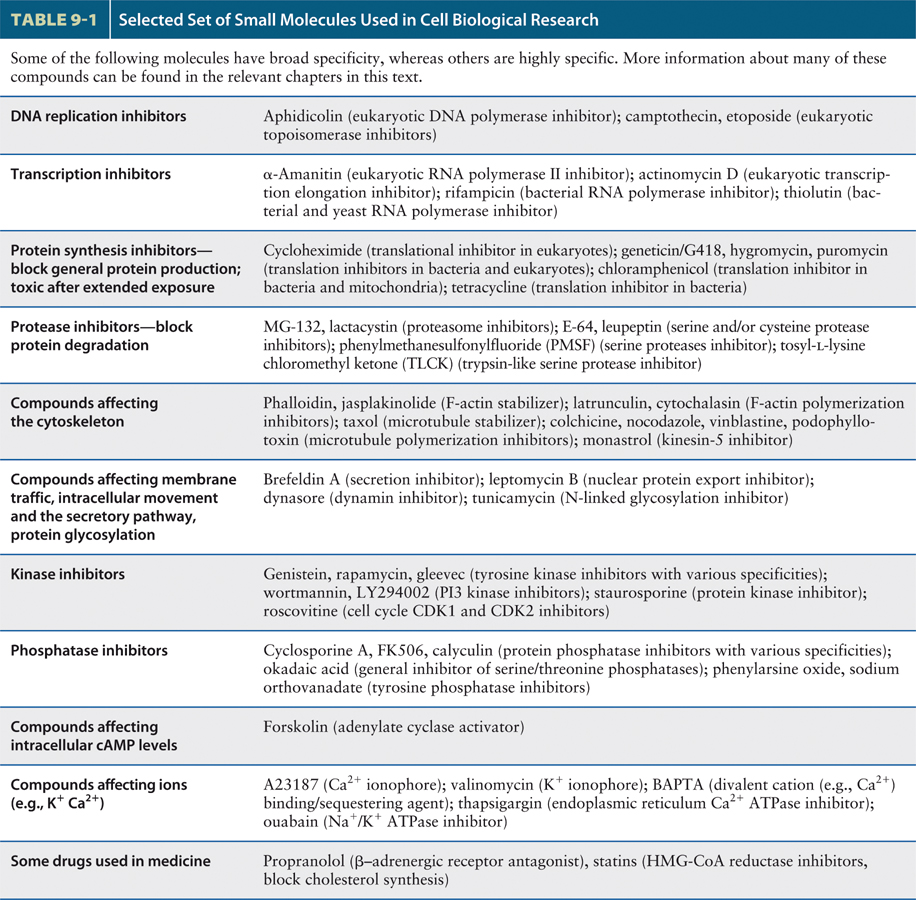 TABLE 9-1 Selected Set of Small Molecules Used in Cell Biological Research
Some of the following molecules have broad specificity, whereas others are highly specific. More information about many of these
compounds can be found in the relevant chapters in this text.
DNA replication inhibitors
Aphidicolin (eukaryotic DNA polymerase inhibitor); camptothecin, etoposide (eukaryotic
topoisomerase inhibitors)
Transcription inhibitors
α-Amanitin (eukaryotic RNA polymerase II inhibitor); actinomycin D (eukaryotic transcrip-
tion elongation inhibitor); rifampicin (bacterial RNA polymerase inhibitor); thiolutin (bac-
terial and yeast RNA polymerase inhibitor)
Protein synthesis inhibitors—
block general protein production;
toxic after extended exposure
Cycloheximide (translational inhibitor in eukaryotes); geneticin/G418, hygromycin, puromycin
(translation inhibitors in bacteria and eukaryotes); chloramphenicol (translation inhibitor in
bacteria and mitochondria); tetracycline (translation inhibitor in bacteria)
Protease inhibitors—block
protein degradation
MG-132, lactacystin (proteasome inhibitors); E-64, leupeptin (serine and/or cysteine protease
inhibitors); phenylmethanesulfonylfluoride (PMSF) (serine proteases inhibitor); tosyl-L-lysine
chloromethyl ketone (TLCK) (trypsin-like serine protease inhibitor)
Compounds affecting
the cytoskeleton
Phalloidin, jasplakinolide (F-actin stabilizer); latrunculin, cytochalasin (F-actin polymerization
inhibitors); taxol (microtubule stabilizer); colchicine, nocodazole, vinblastine, podophyllo-
toxin (microtubule polymerization inhibitors); monastrol (kinesin-5 inhibitor)
Compounds affecting membrane
traffic, intracellular movement
and the secretory pathway,
protein glycosylation
Brefeldin A (secretion inhibitor); leptomycin B (nuclear protein export inhibitor);
dynasore (dynamin inhibitor); tunicamycin (N-linked glycosylation inhibitor)
Kinase inhibitors
Genistein, rapamycin, gleevec (tyrosine kinase inhibitors with various specificities);
wortmannin, LY294002 (PI3 kinase inhibitors); staurosporine (protein kinase inhibitor);
roscovitine (cell cycle CDK1 and CDK2 inhibitors)
Phosphatase inhibitors
Cyclosporine A, FK506, calyculin (protein phosphatase inhibitors with various specificities);
okadaic acid (general inhibitor of serine/threonine phosphatases); phenylarsine oxide, sodium
orthovanadate (tyrosine phosphatase inhibitors)
Compounds affecting
intracellular cAMP levels
Forskolin (adenylate cyclase activator)
Compounds affecting ions
(e.g., K⁺ Ca²⁺)
A23187 (Ca²⁺ ionophore); valinomycin (K⁺ ionophore); BAPTA (divalent cation (e.g., Ca²⁺)
binding/sequestering agent); thapsigargin (endoplasmic reticulum Ca²⁺ ATPase inhibitor);
ouabain (Na⁺/K⁺ ATPase inhibitor)
Some drugs used in medicine
Propranolol (β–adrenergic receptor antagonist), statins (HMG-CoA reductase inhibitors,
block cholesterol synthesis)